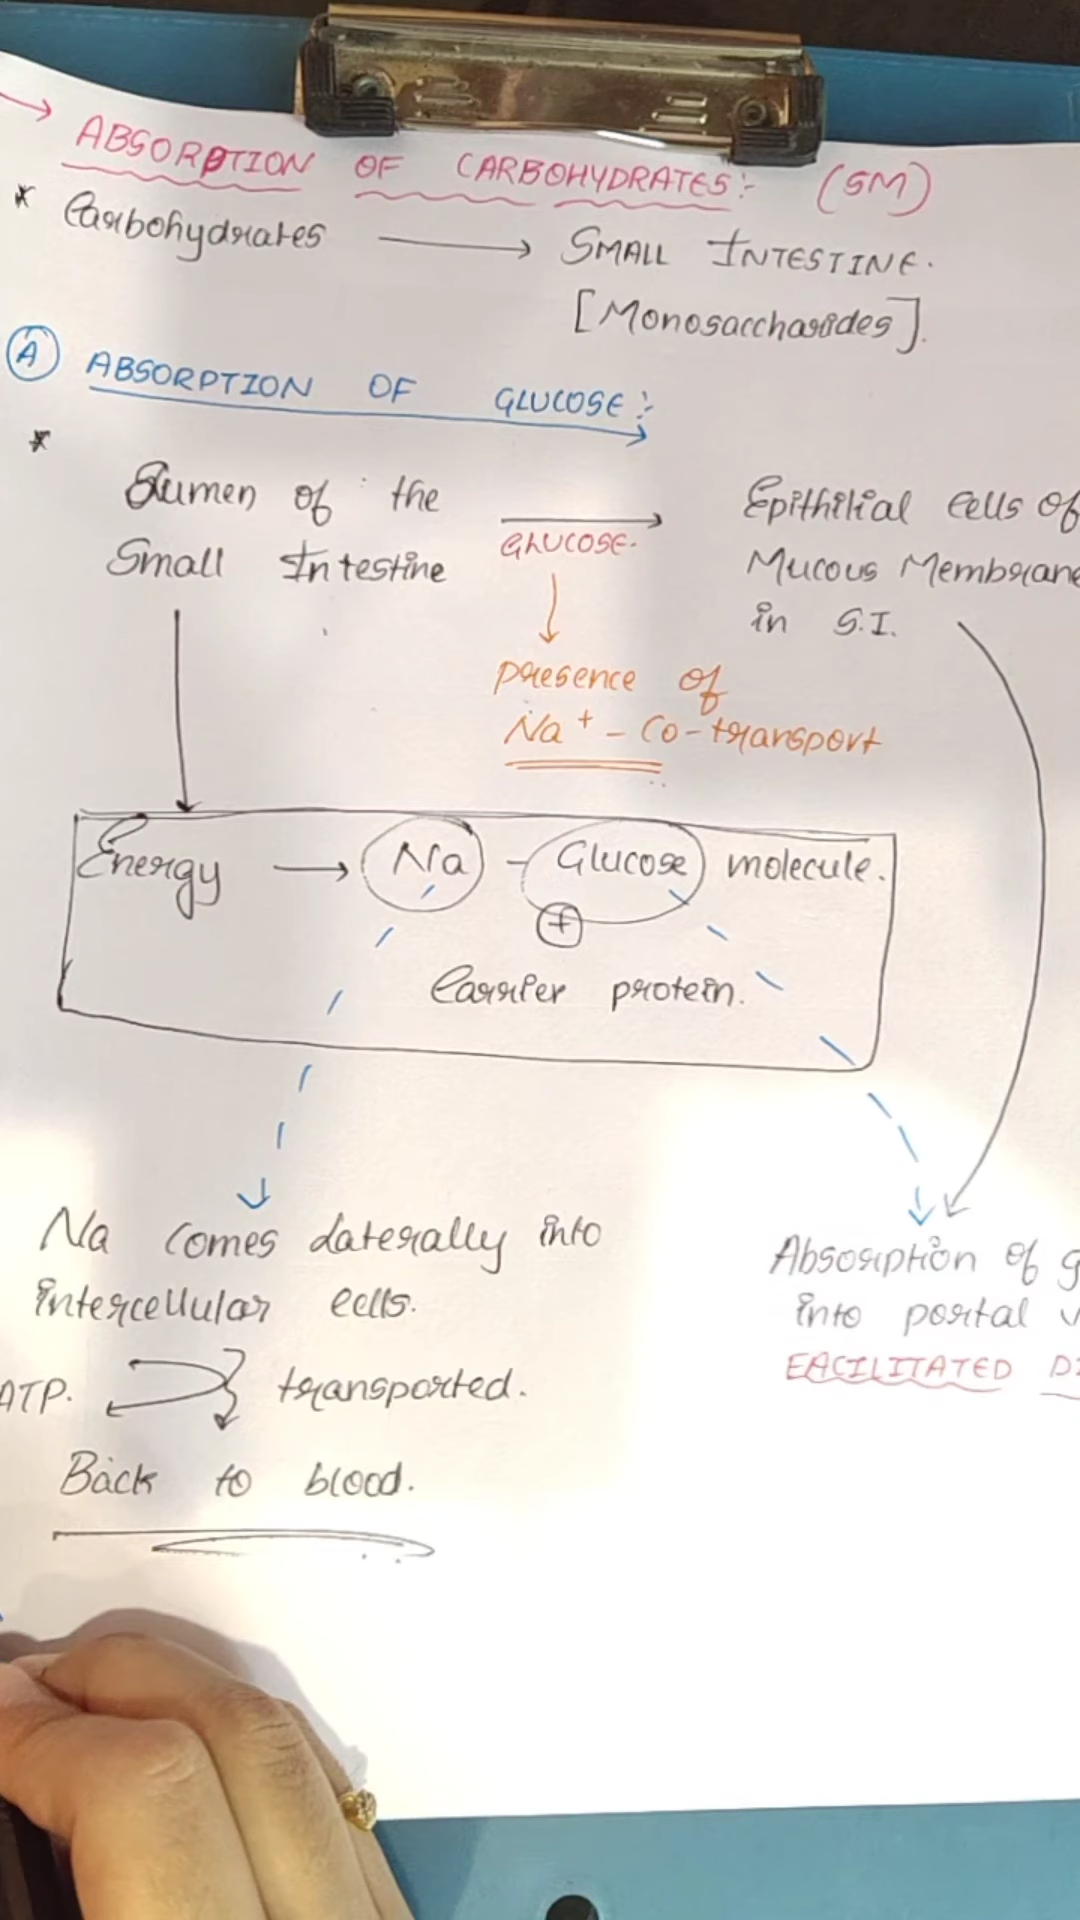 ABSORPTION OF CARBOHYDRATES:- (5M)
* Carbohydrates → SMALL INTESTINE.
[Monosaccharides].
(A) ABSORPTION OF GLUCOSE:-
*
Lumen of the Small Intestine
GLUCOSE.
Epithilial cells of Mucous Membrane in S.I.
presence of
Na+ - Co-transport
Energy → Na - Glucose molecule.
+
Carrier protein.
Na comes laterally into
intercellular cells.
ATP. transported.
Back to blood.
Absorption of g
into portal v
FACILITATED DI